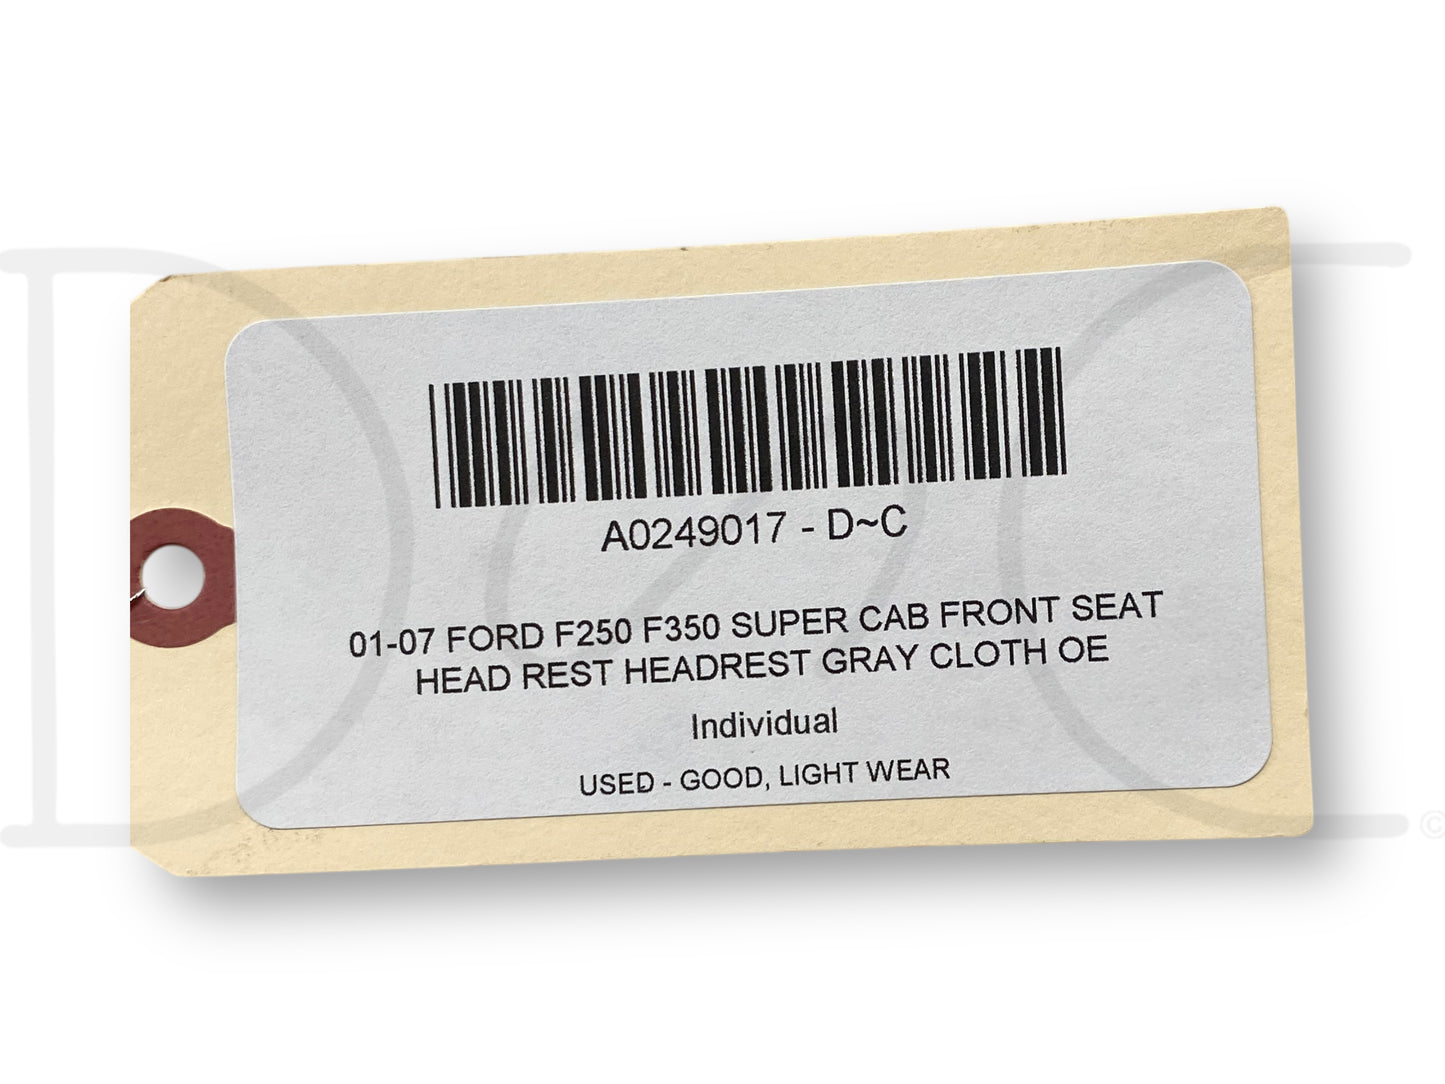 A0249017 - D~C
01-07 FORD F250 F350 SUPER CAB FRONT SEAT
HEAD REST HEADREST GRAY CLOTH OE
Individual
USED - GOOD, LIGHT WEAR
D~C
©